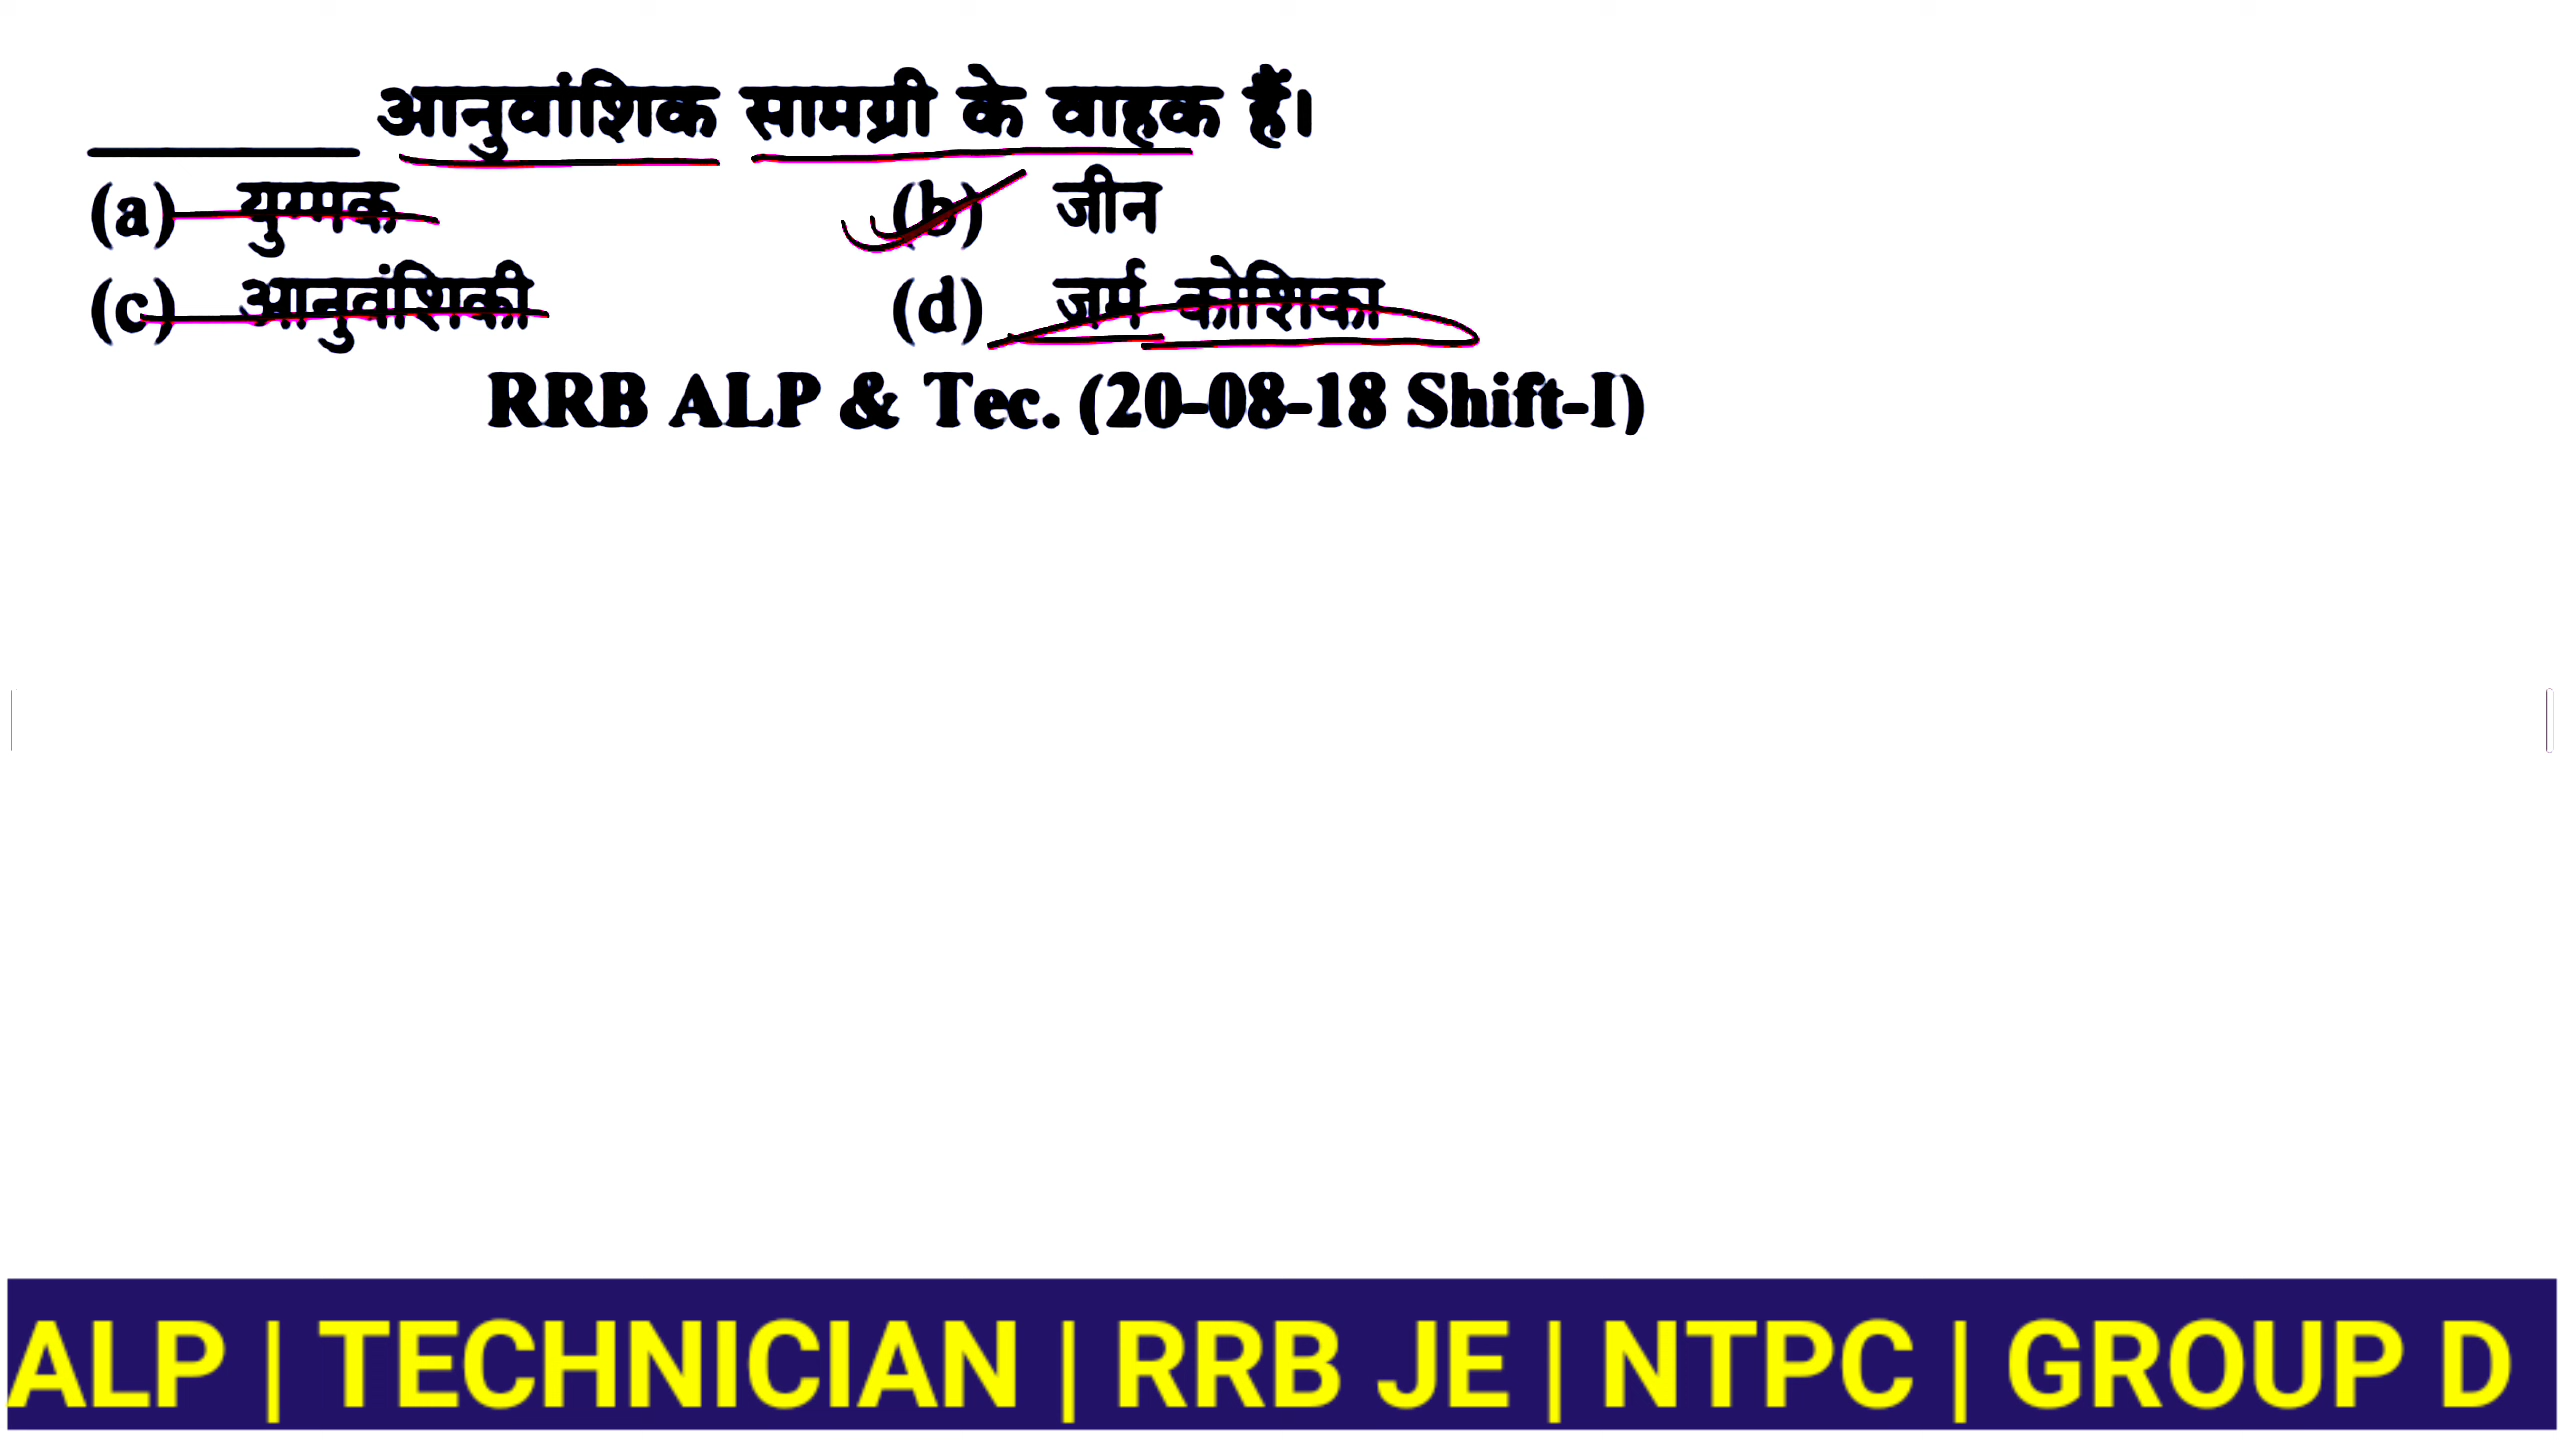 __________ आनुवांशिक सामग्री के वाहक हैं।
(a) युग्मक (b) जीन
(c) आनुवंशिकी (d) जर्म कोशिका
RRB ALP & Tec. (20-08-18 Shift-I)
ALP | TECHNICIAN | RRB JE | NTPC | GROUP D